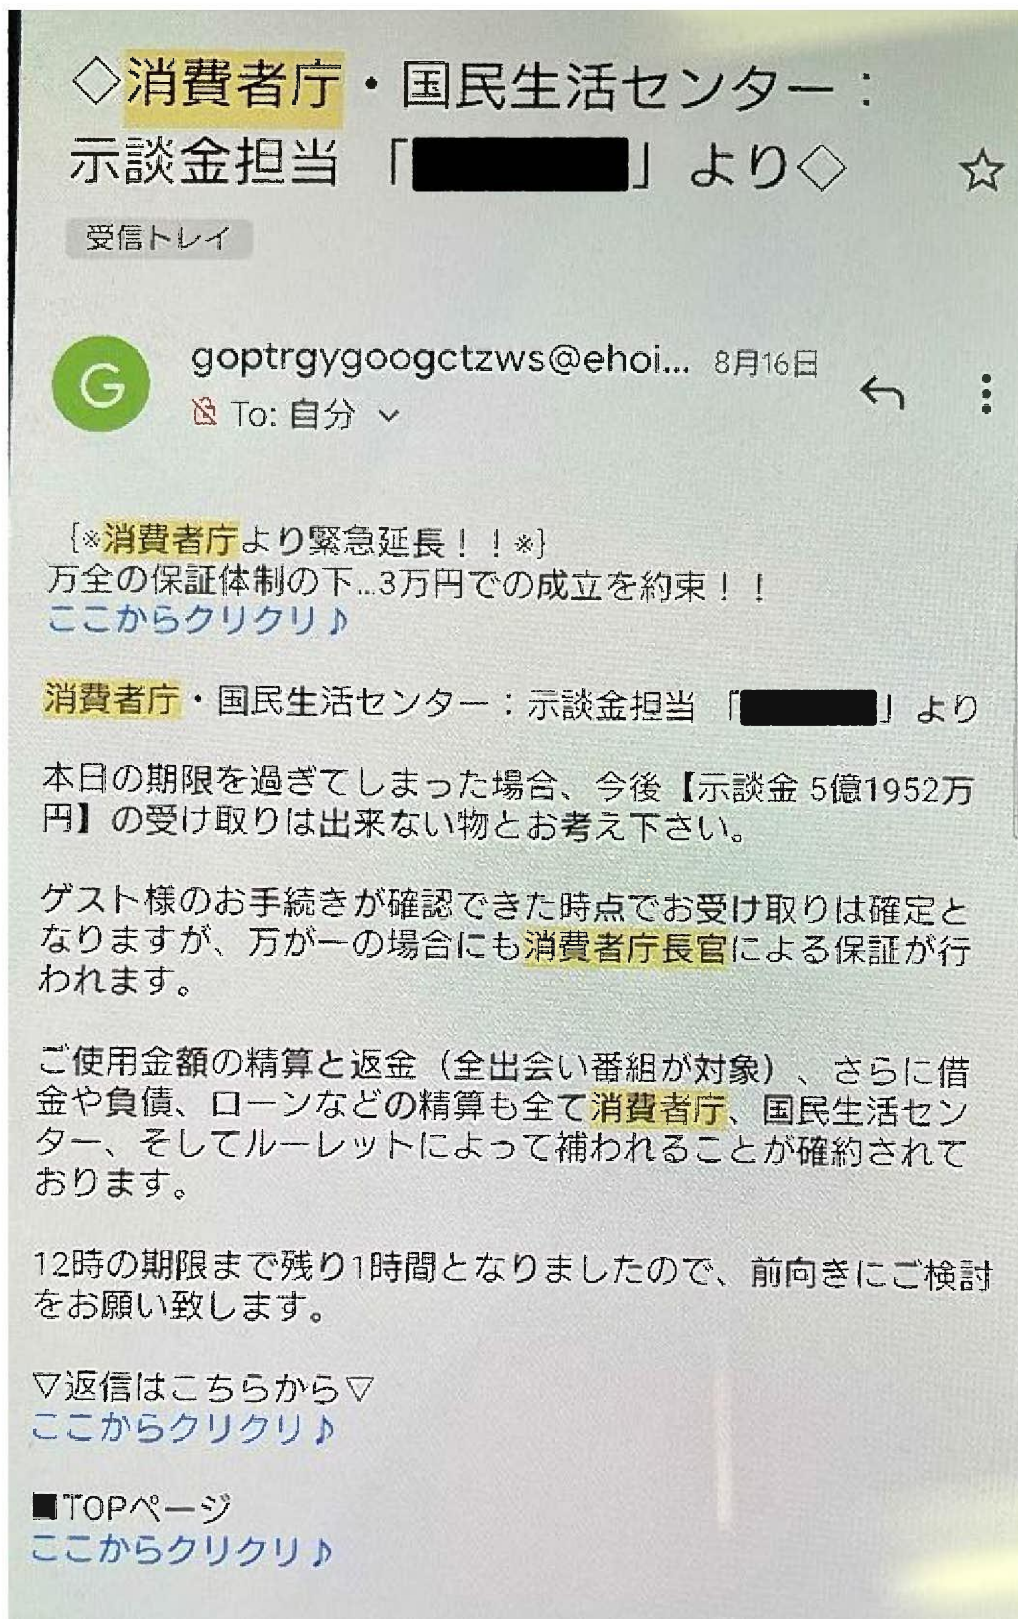 ◇消費者庁・国民生活センター：
示談金担当 「 」より◇
受信トレイ
G
goptrgygoogctzws@ehoi... 8月16日
To: 自分
{※消費者庁より緊急延長！！※}
万全の保証体制の下...3万円での成立を約束！！
ここからクリクリ♪
消費者庁・国民生活センター：示談金担当 「 」より
本日の期限を過ぎてしまった場合、今後【示談金 5億1952万
円】の受け取りは出来ない物とお考え下さい。
ゲスト様のお手続きが確認できた時点でお受け取りは確定と
なりますが、万が一の場合にも消費者庁長官による保障が行
われます。
ご使用金額の精算と返金（全出会い番組が対象）、さらに借
金や負債、ローンなどの精算も全て消費者庁、国民生活セン
ター、そしてルーレットによって補われることが確約されて
おります。
12時の期限まで残り1時間となりましたので、前向きにご検討
をお願い致します。
▽返信はこちらから▽
ここからクリクリ♪
■TOPページ
ここからクリクリ♪